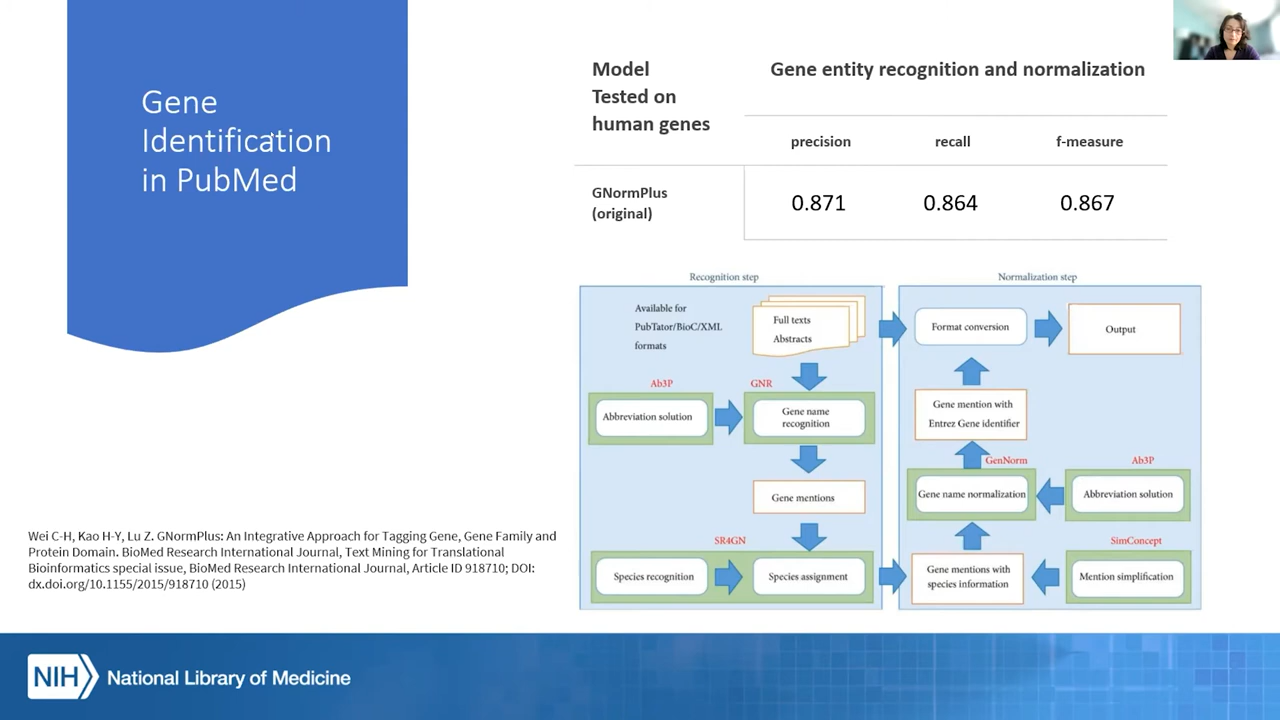 Gene
Identification
in PubMed
Model
Tested on
human genes
Gene entity recognition and normalization
precision recall f-measure
GNormPlus
(original)
0.871 0.864 0.867
Recognition step
Available for
PubTator/BioC/XML
formats
Full texts
Abstracts
Ab3P
GNR
Abbreviation solution
Gene name
recognition
Gene mentions
SR4GN
Species recognition
Species assignment
Normalization step
Format conversion
Output
Gene mention with
Entrez Gene identifier
GenNorm
Ab3P
Gene name normalization
Abbreviation solution
SimConcept
Gene mentions with
species information
Mention simplification
Wei C-H, Kao H-Y, Lu Z. GNormPlus: An Integrative Approach for Tagging Gene, Gene Family and
Protein Domain. BioMed Research International Journal, Text Mining for Translational
Bioinformatics special issue, BioMed Research International Journal, Article ID 918710; DOI:
dx.doi.org/10.1155/2015/918710 (2015)
NIH National Library of Medicine